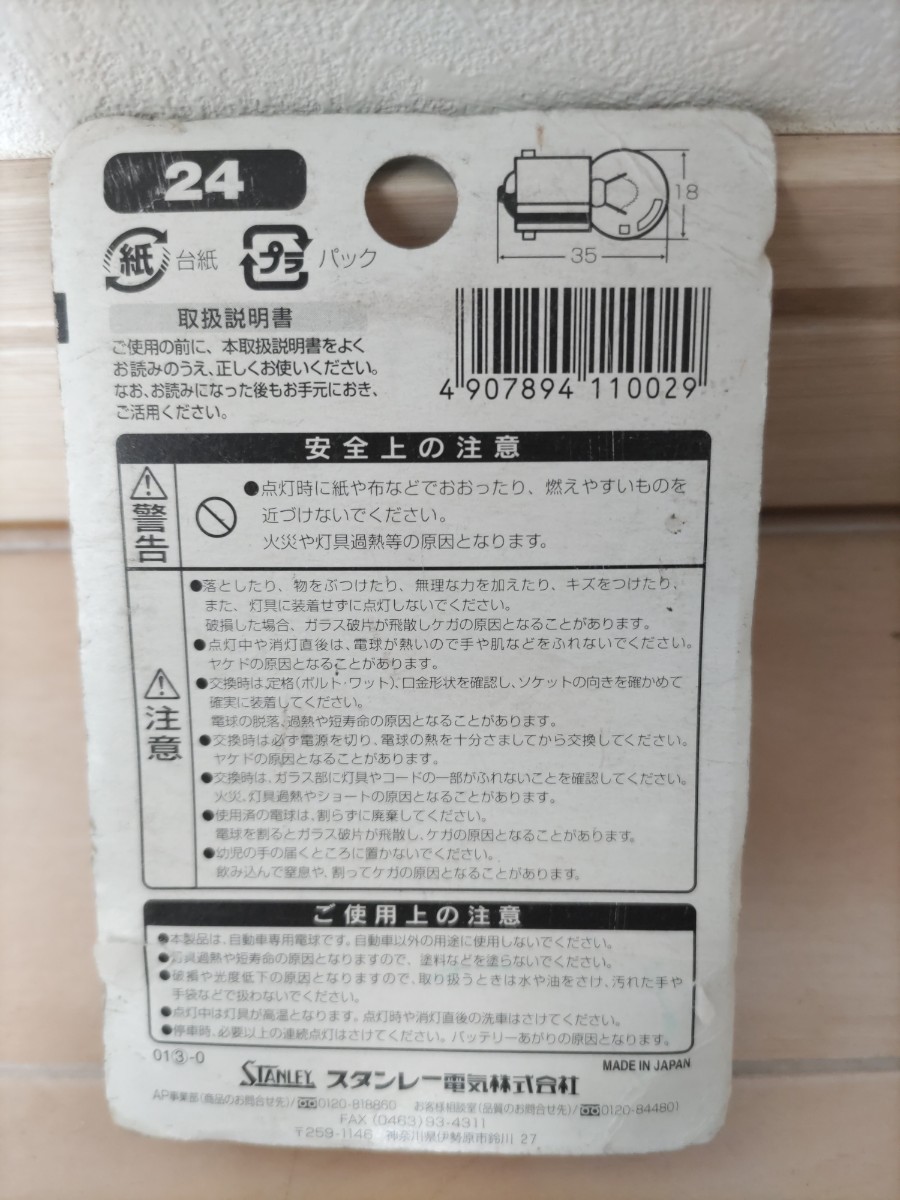 24
紙 台紙 プラ パック
18
35
取扱説明書
ご使用の前に、本取扱説明書をよく
お読みのうえ、正しくお使いください。
なお、お読みになった後もお手元におき、
ご活用ください。
4 907894 110029
安全上の注意
警告
●点灯時に紙や布などでおおったり、燃えやすいものを
近づけないでください。
火災や灯具過熱等の原因となります。
注意
●落としたり、物をぶつけたり、無理な力を加えたり、キズをつけたり、
また、灯具に装着せずに点灯しないでください。
破損した場合、ガラス破片が飛散しケガの原因となることがあります。
●点灯中や消灯直後は、電球が熱いので手や肌などをふれないでください。
ヤケドの原因となることがあります。
●交換時は、定格(ボルト・ワット)、口金形状を確認し、ソケットの向きを確かめて
確実に装着してください。
電球の脱落、過熱や短寿命の原因となることがあります。
●交換時は必ず電源を切り、電球の熱を十分さましてから交換してください。
ヤケドの原因となることがあります。
●交換時は、ガラス部に灯具やコードの一部がふれないことを確認してください。
火災、灯具過熱やショートの原因となることがあります。
●使用済の電球は、割らずに廃棄してください。
電球を割るとガラス破片が飛散し、ケガの原因となることがあります。
●幼児の手の届くところに置かないでください。
飲み込んで窒息や、割ってケガの原因となることがあります。
ご使用上の注意
●本製品は、自動車専用電球です。自動車以外の用途に使用しないでください。
●灯具過熱や短寿命の原因となりますので、塗料などを塗らないでください。
●破損や光度低下の原因となりますので、取り扱うときは水や油をさけ、汚れた手や
手袋などで扱わないでください。
●点灯中は灯具が高温となります。点灯時や消灯直後の洗車はさけてください。
●停車時、必要以上の連続点灯はさけてください。バッテリーあがりの原因となります。
01③-0
MADE IN JAPAN
STANLEY スタンレー電気株式会社
AP事業部(商品のお問合せ先)/0120-818860 お客様相談室(品質のお問合せ先)/0120-844801
FAX (0463)93-4311
〒259-1146 神奈川県伊勢原市鈴川 27